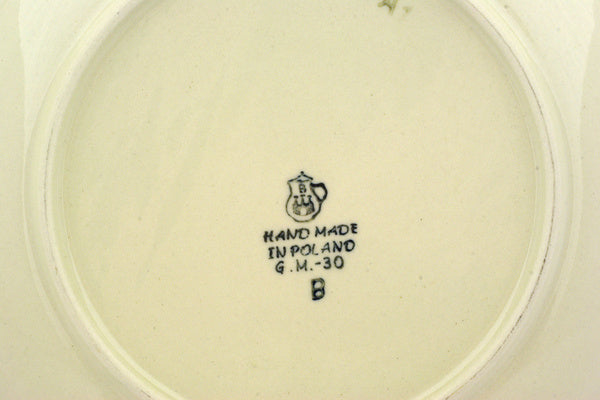 B
HAND MADE
IN POLAND
G.M.-30
B